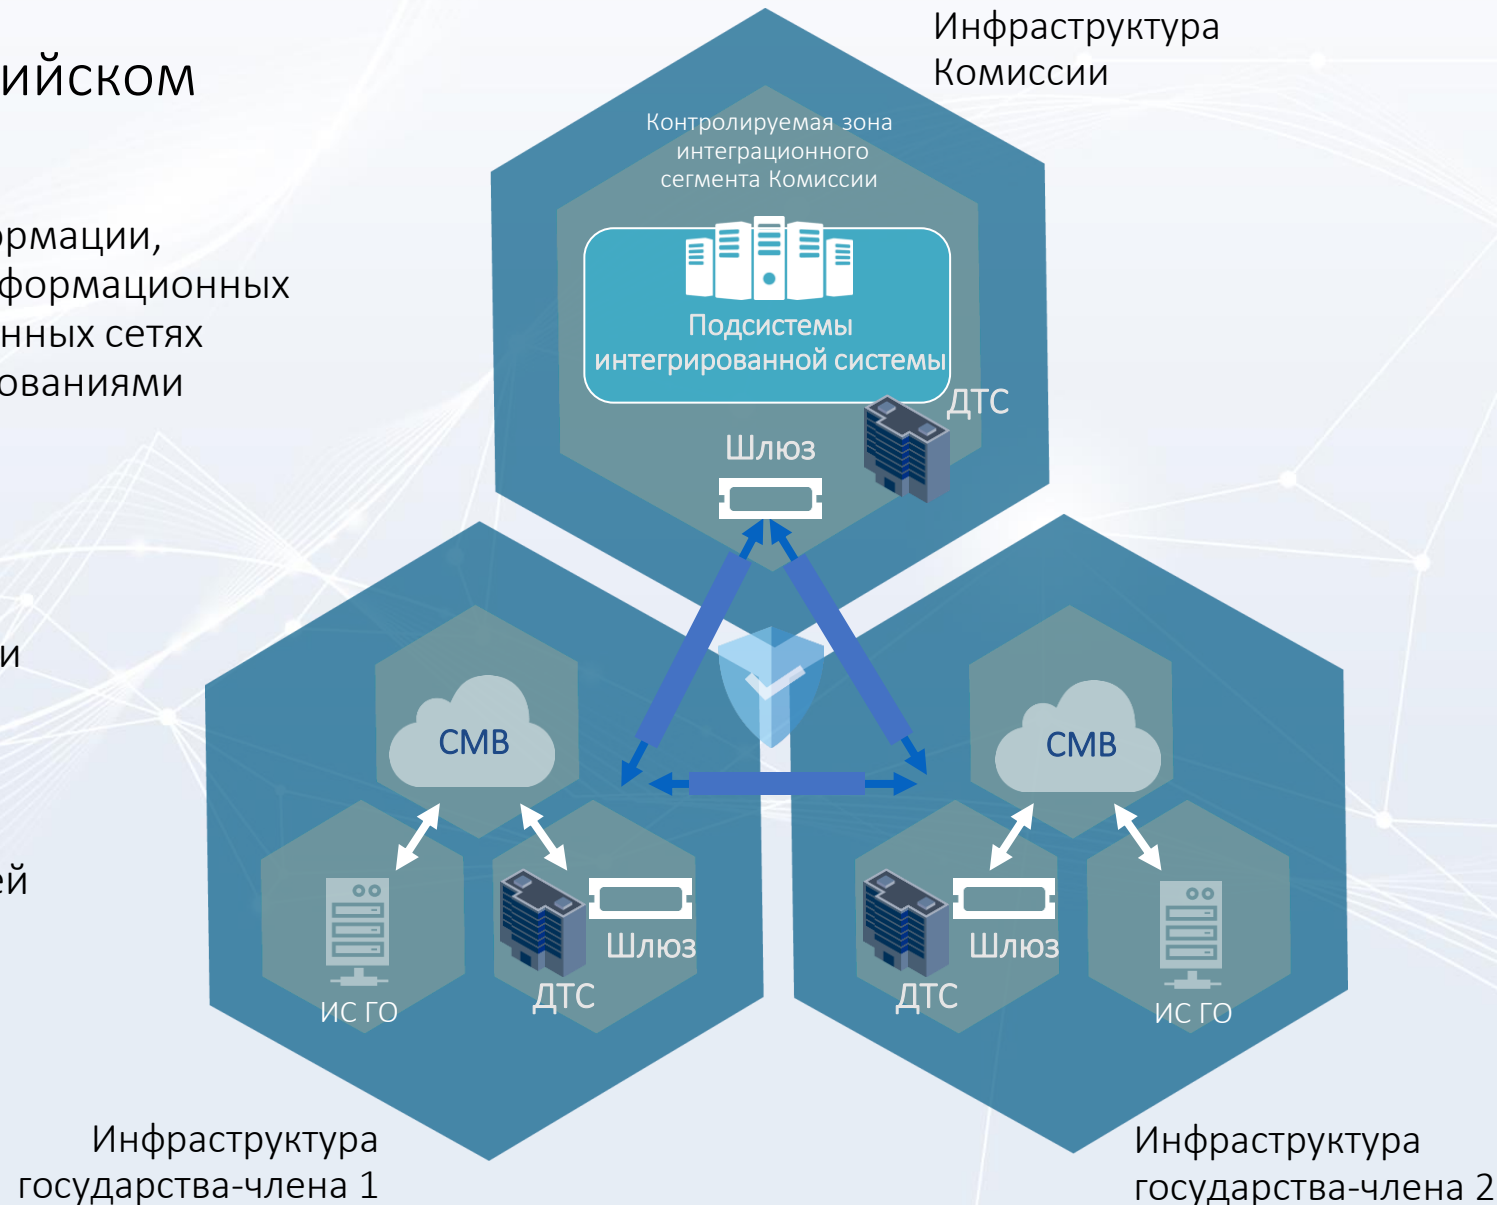 ийском
ормации,
формационных
нных сетях
ованиями
и
ей
Инфраструктура
Комиссии
Контролируемая зона
интеграционного
сегмента Комиссии
Подсистемы
интегрированной системы
ДТС
Шлюз
СМВ
СМВ
Шлюз
ДТС
ИС ГО
Шлюз
ДТС
ИС ГО
Инфраструктура
государства-члена 1
Инфраструктура
государства-члена 2